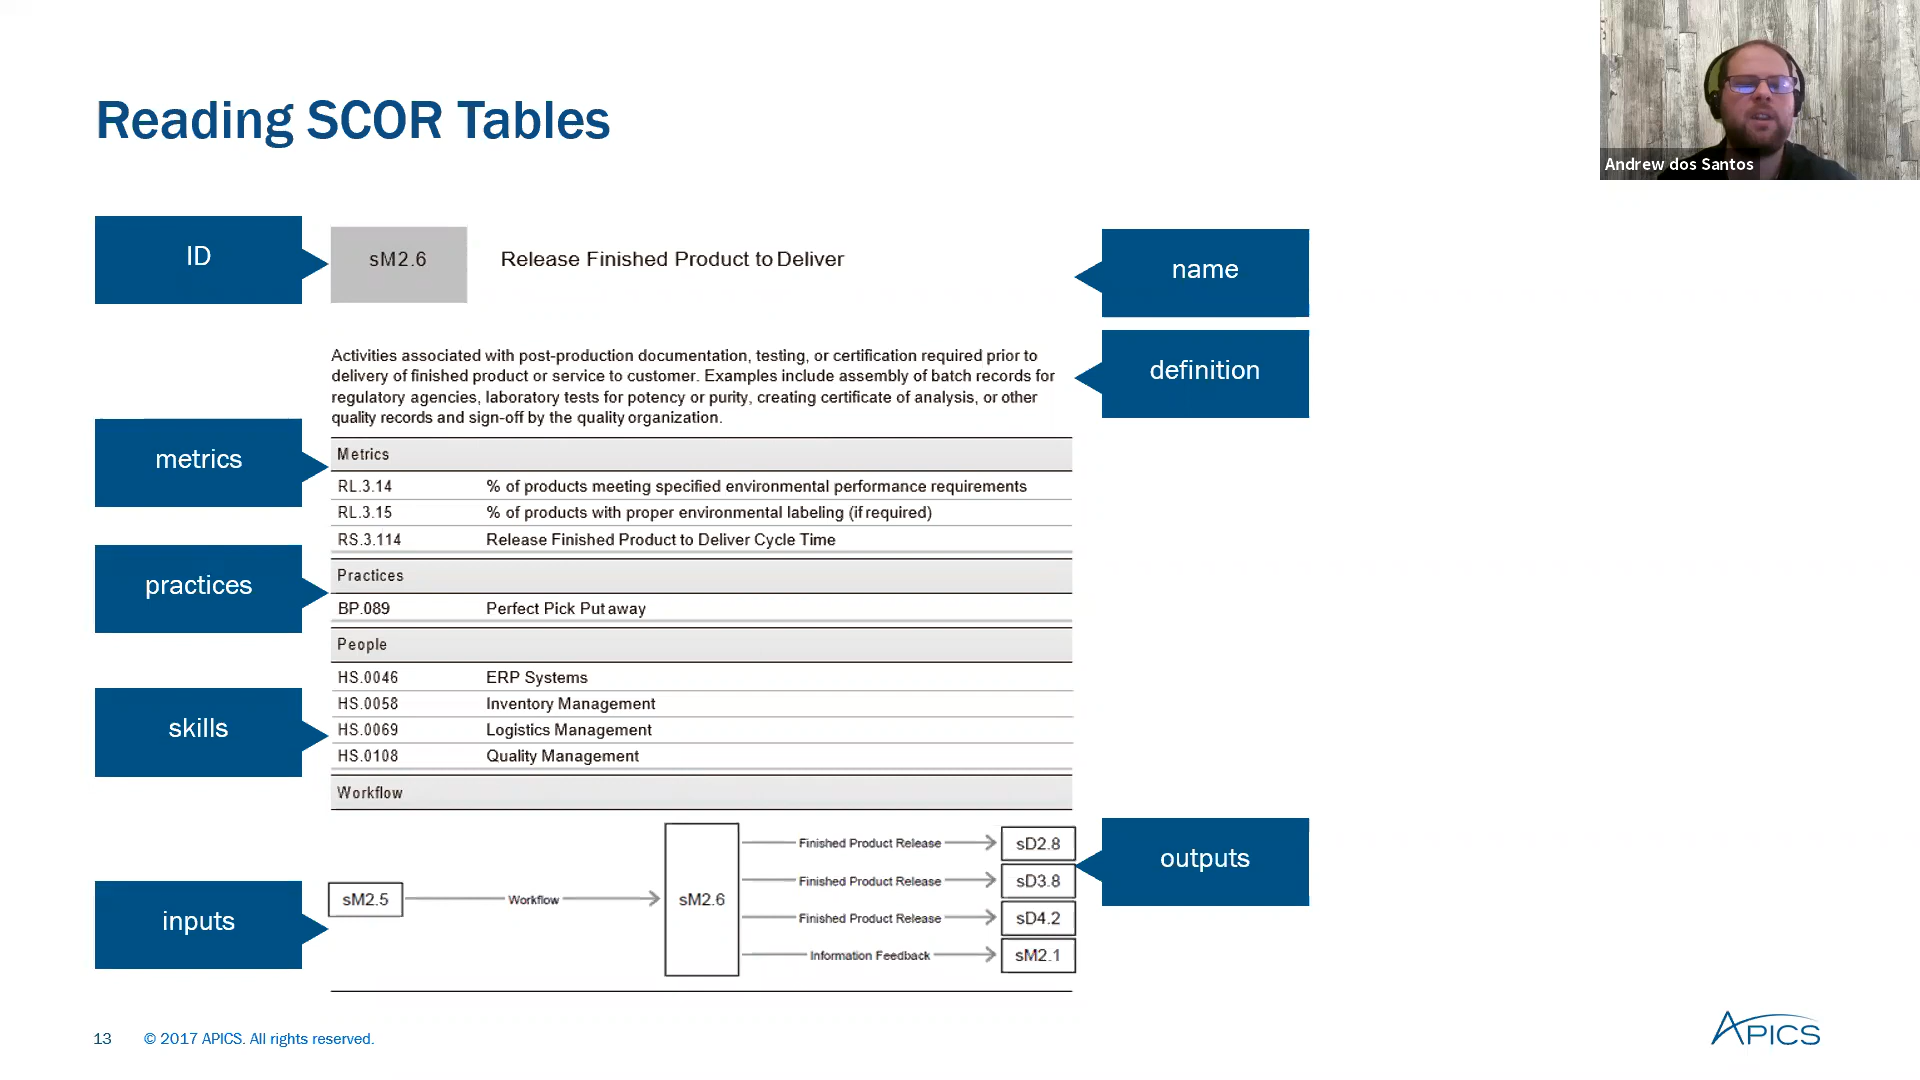 Reading SCOR Tables
Andrew dos Santos
ID
sM2.6
Release Finished Product to Deliver
name
Activities associated with post-production documentation, testing, or certification required prior to
delivery of finished product or service to customer. Examples include assembly of batch records for
regulatory agencies, laboratory tests for potency or purity, creating certificate of analysis, or other
quality records and sign-off by the quality organization.
definition
metrics
Metrics
RL.3.14 % of products meeting specified environmental performance requirements
RL.3.15 % of products with proper environmental labeling (if required)
RS.3.114 Release Finished Product to Deliver Cycle Time
practices
Practices
BP.089 Perfect Pick Put away
skills
People
HS.0046 ERP Systems
HS.0058 Inventory Management
HS.0069 Logistics Management
HS.0108 Quality Management
Workflow
inputs
sM2.5
Workflow
sM2.6
Finished Product Release
sD2.8
Finished Product Release
sD3.8
Finished Product Release
sD4.2
Information Feedback
sM2.1
outputs
13
© 2017 APICS. All rights reserved.
APICS